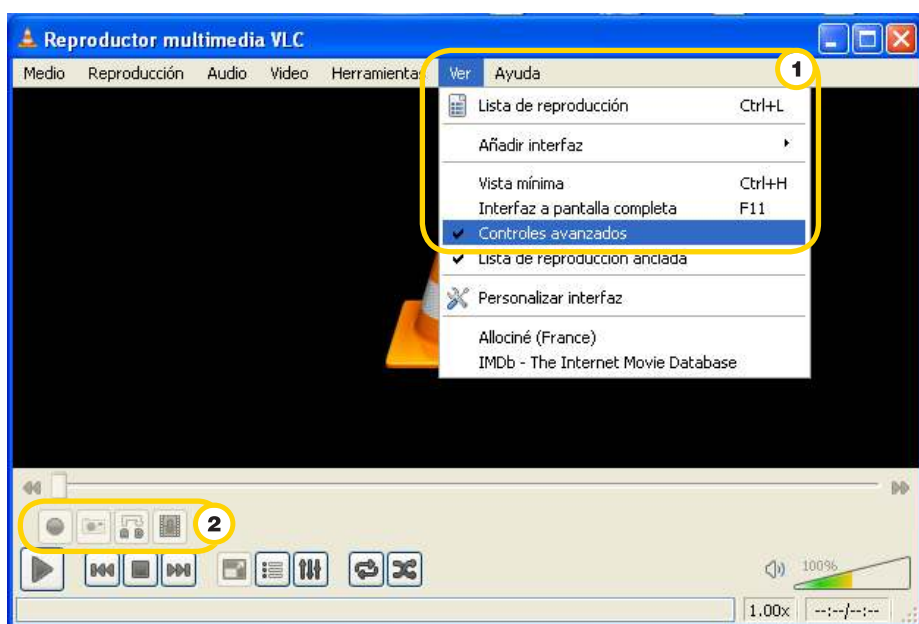 Reproductor multimedia VLC
Medio Reproducción Audio Video Herramientas Ver Ayuda
1
Lista de reproducción Ctrl+L
Añadir interfaz
Vista mínima Ctrl+H
Interfaz a pantalla completa F11
Controles avanzados
Lista de reproducción anclada
Personalizar interfaz
Allociné (France)
IMDb - The Internet Movie Database
2
100%
1.00x --:--/--:--